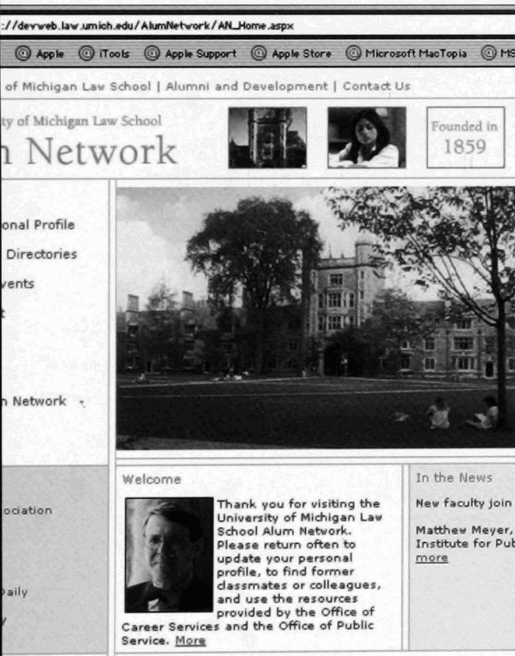 ://devweb.law.umich.edu/AlumNetwork/AN_Home.aspx
Apple iTools Apple Support Apple Store Microsoft MacTopia MS
of Michigan Law School | Alumni and Development | Contact Us
ty of Michigan Law School
n Network
Founded in
1859
onal Profile
Directories
vents
t
n Network
ociation
Daily
y
Welcome
Thank you for visiting the
University of Michigan Law
School Alum Network.
Please return often to
update your personal
profile, to find former
classmates or colleagues,
and use the resources
provided by the Office of
Career Services and the Office of Public
Service. More
In the News
New faculty join
Matthew Meyer,
Institute for Pub
more